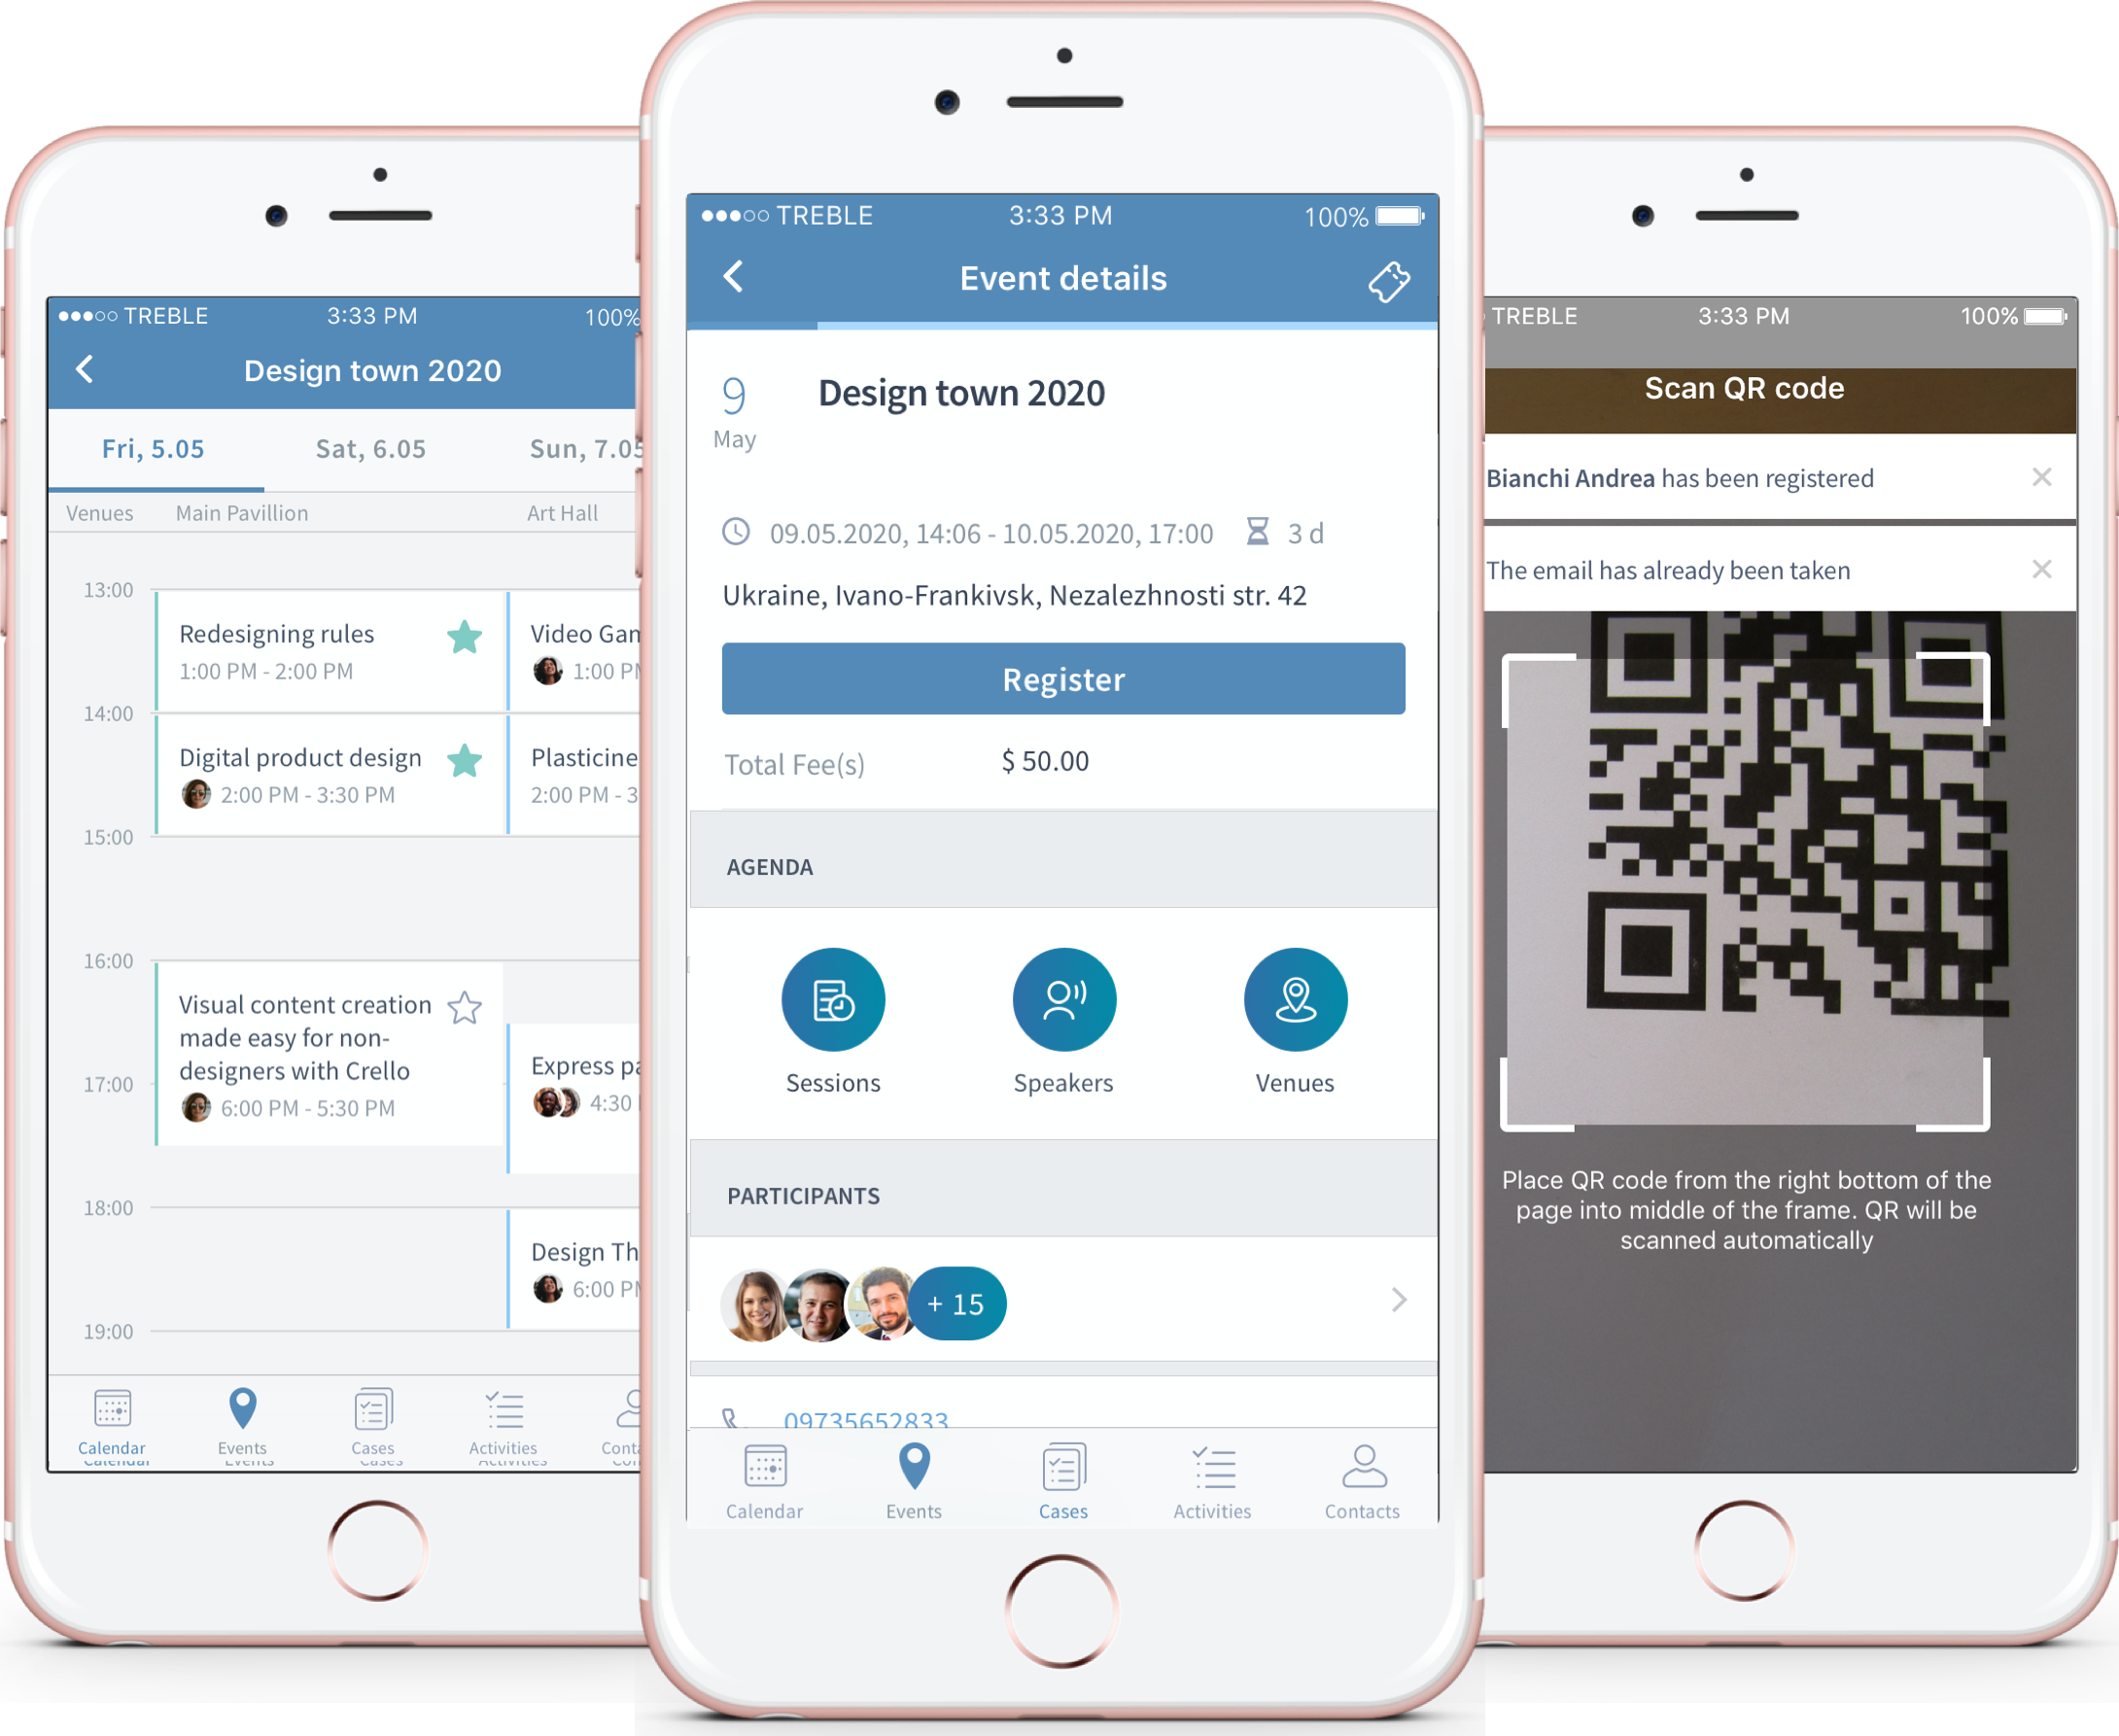 TREBLE 3:33 PM 100%
Design town 2020
Fri, 5.05 Sat, 6.05 Sun, 7.05
Venues Main Pavillion Art Hall
13:00
Redesigning rules
1:00 PM - 2:00 PM
Video
1:00
14:00
Digital product design
2:00 PM - 3:30 PM
Plasticine
2:00 PM - 3
15:00
16:00
Visual content creation
made easy for non-
designers with Crello
6:00 PM - 5:30 PM
17:00
Express
4:30
18:00
Design
6:00
19:00
Calendar Events Cases Activities
Calendar Events Cases Activities
TREBLE 3:33 PM 100%
Event details
9
May
Design town 2020
09.05.2020, 14:06 - 10.05.2020, 17:00 3 d
Ukraine, Ivano-Frankivsk, Nezalezhnosti str. 42
Register
Total Fee(s) $ 50.00
AGENDA
Sessions Speakers Venues
PARTICIPANTS
+ 15
09735652833
Calendar Events Cases Activities Contacts
TREBLE 3:33 PM 100%
Scan QR code
Bianchi Andrea has been registered
The email has already been taken
Place QR code from the right bottom of the
page into middle of the frame. QR will be
scanned automatically